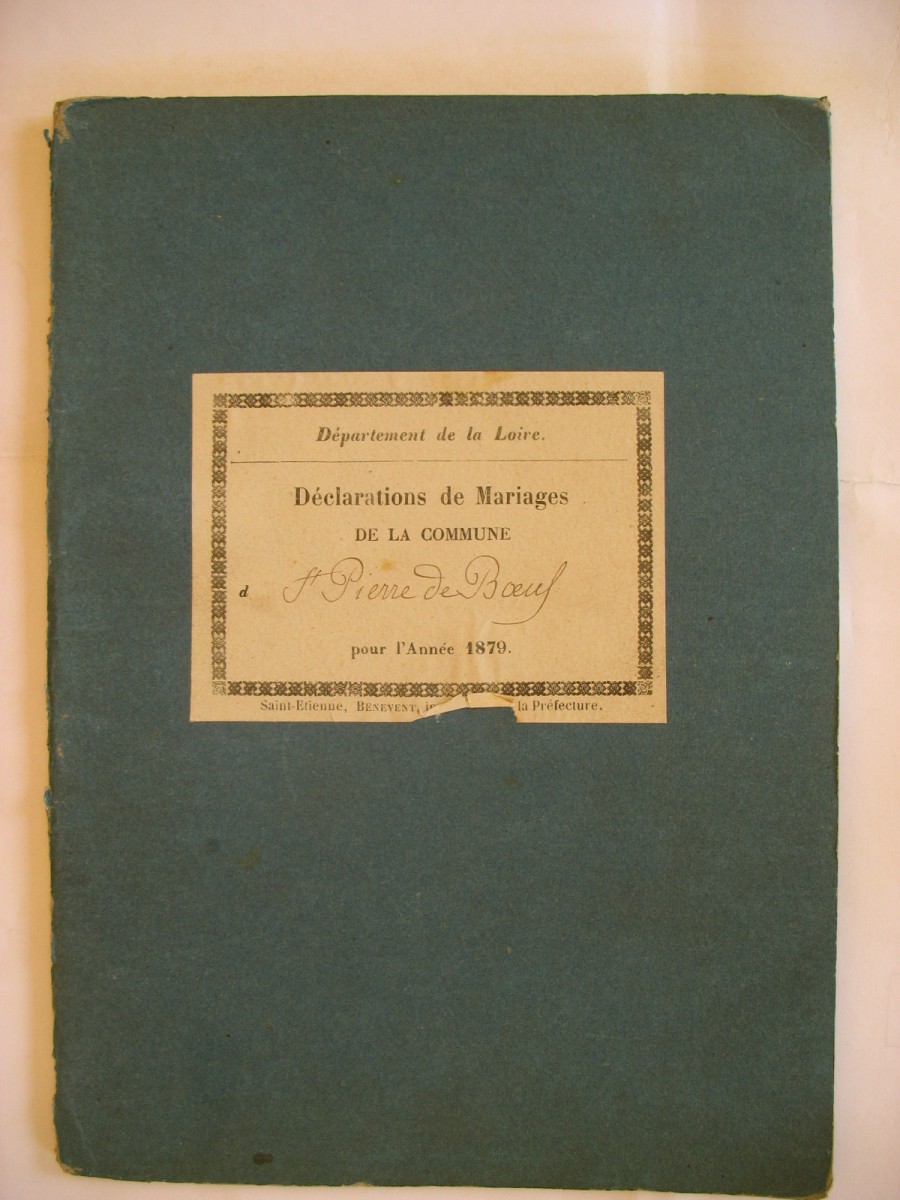 Département de la Loire.
Déclarations de Mariages
DE LA COMMUNE
d St Pierre de Bœuf
pour l'Année 1879.
Saint-Etienne, BÉNEVENT, la Préfecture.